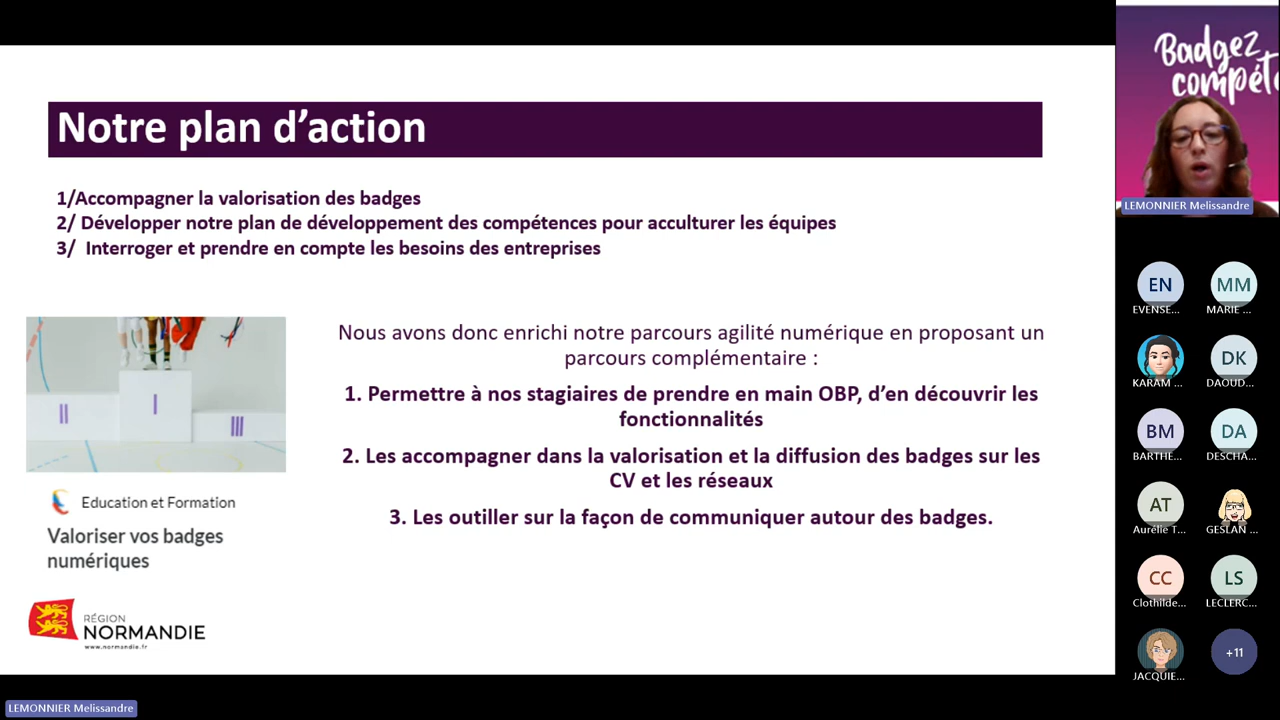 Notre plan d’action
1/Accompagner la valorisation des badges
2/ Développer notre plan de développement des compétences pour acculturer les équipes
3/ Interroger et prendre en compte les besoins des entreprises
Nous avons donc enrichi notre parcours agilité numérique en proposant un
parcours complémentaire :
1. Permettre à nos stagiaires de prendre en main OBP, d’en découvrir les
fonctionnalités
2. Les accompagner dans la valorisation et la diffusion des badges sur les
CV et les réseaux
3. Les outiller sur la façon de communiquer autour des badges.
II
I
III
Education et Formation
Valoriser vos badges
numériques
RÉGION
NORMANDIE
www.normandie.fr
LEMONNIER Melissandre
Badgez
compét
LEMONNIER Melissandre
EN
MM
EVENSE...
MARIE ...
DK
KARAM ...
DAOUD...
BM
DA
BARTHE...
DESCHA...
AT
Aurélie T...
GESLAN ...
CC
LS
Clothilde...
LECLERC...
+11
JACQUIE...